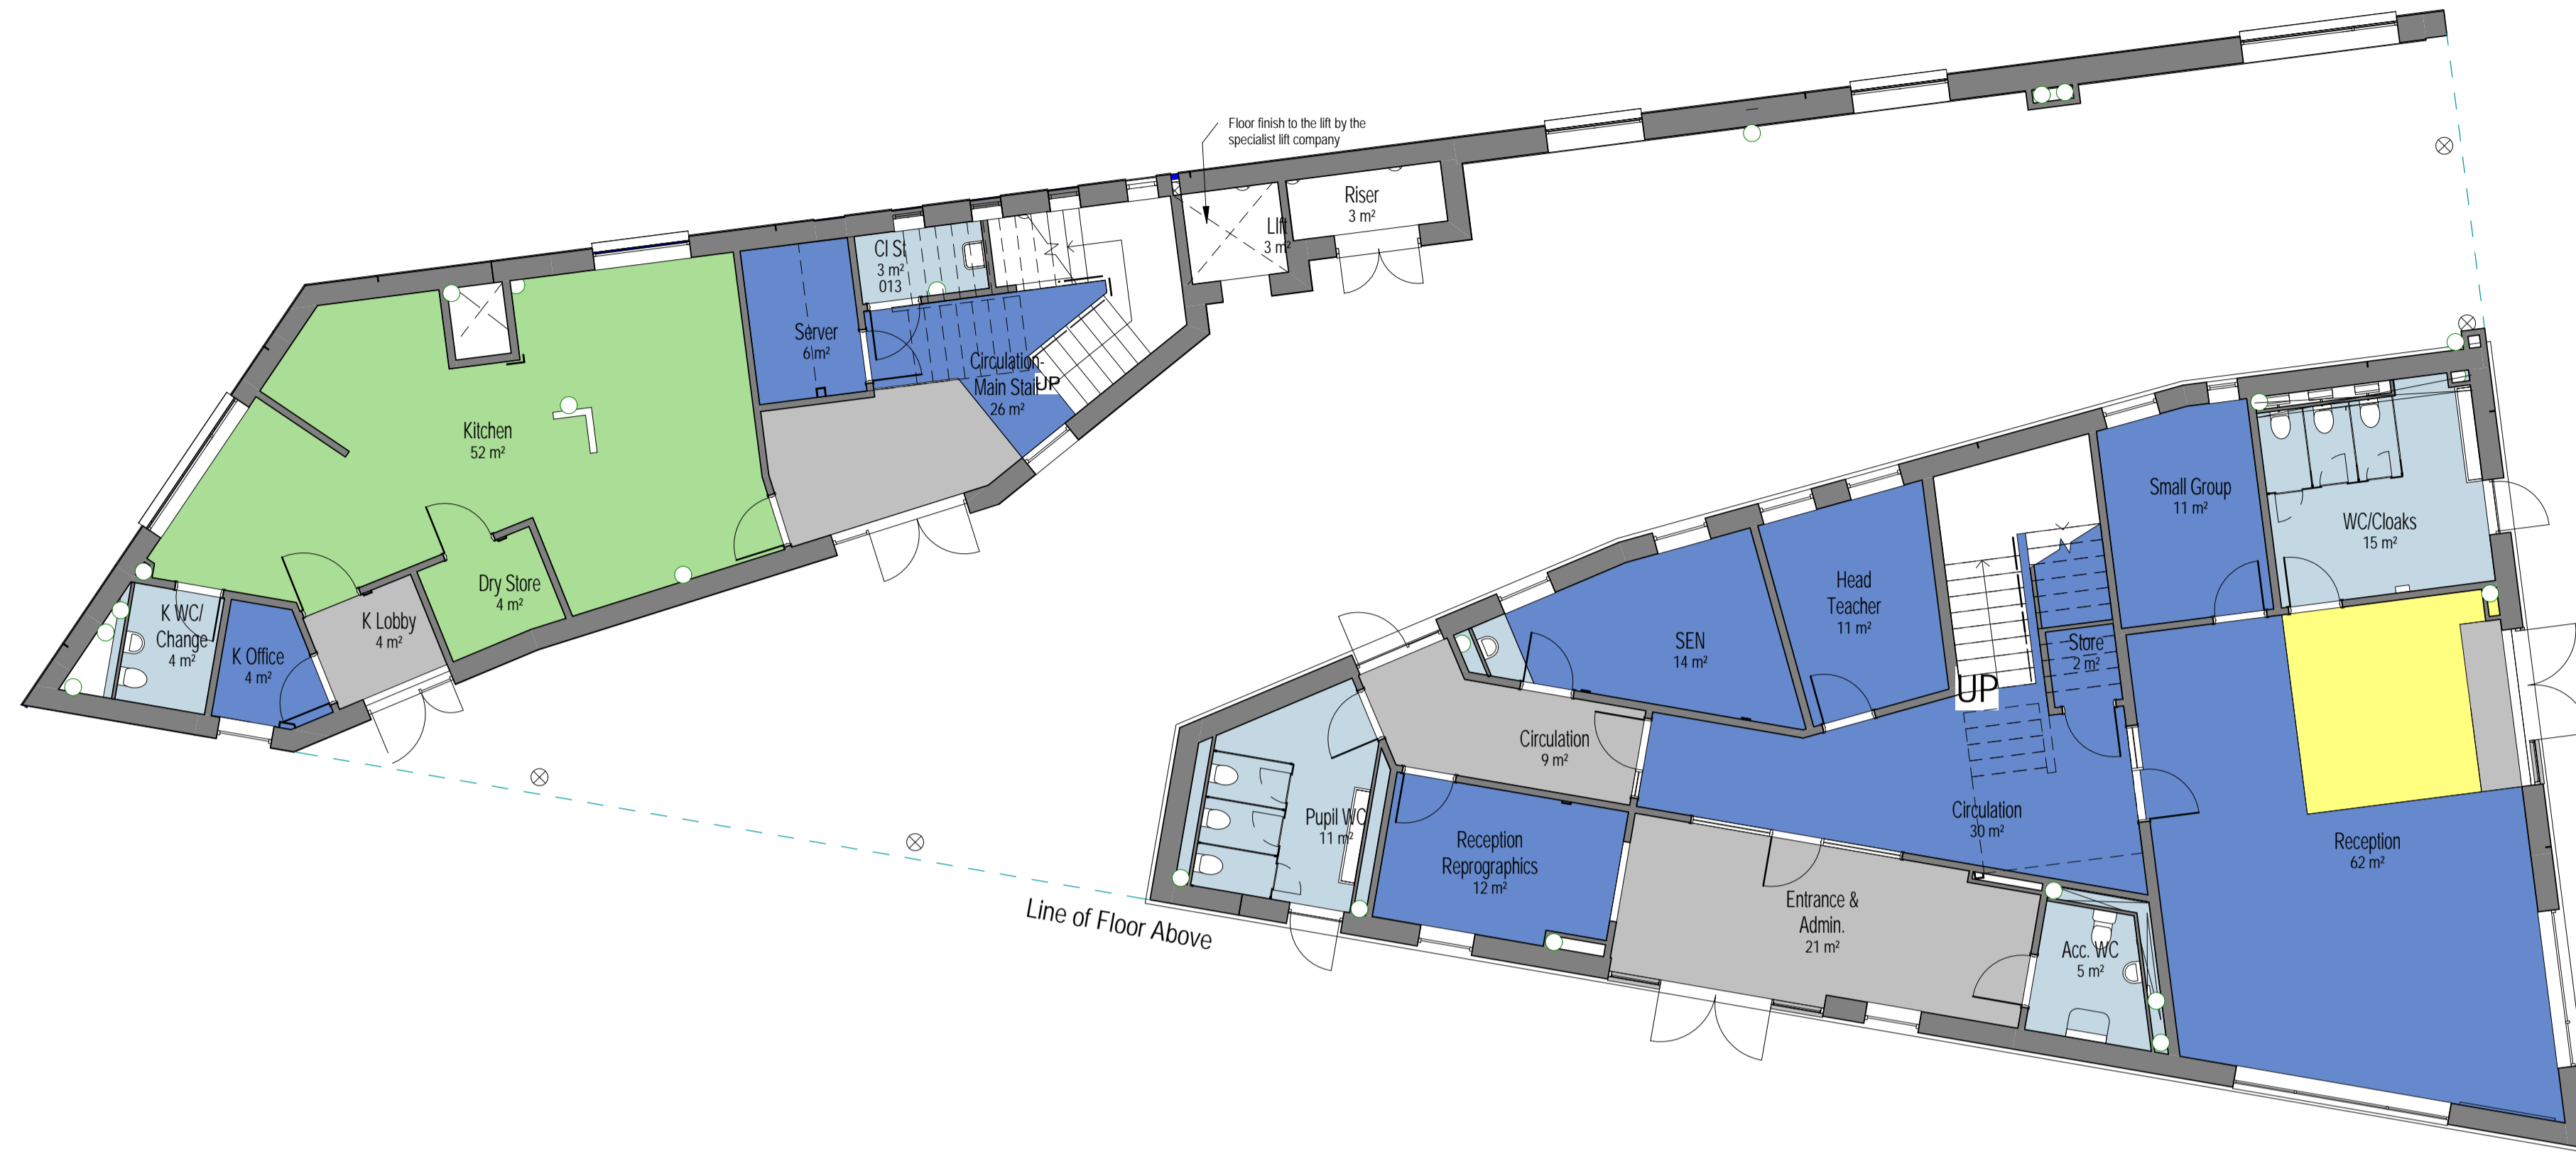 Floor finish to the lift by the
specialist lift company
Riser
3 m²
LIft
3 m²
Cl St
3 m²
013
Server
6 m²
Circulation-
Main Stair
26 m²
UP
Kitchen
52 m²
Dry Store
4 m²
K Lobby
4 m²
K WC/
Change
4 m²
K Office
4 m²
Small Group
11 m²
WC/Cloaks
15 m²
Head
Teacher
11 m²
SEN
14 m²
Store
2 m²
UP
Circulation
9 m²
Circulation
30 m²
Pupil WC
11 m²
Reception
Reprographics
12 m²
Reception
62 m²
Entrance &
Admin.
21 m²
Acc. WC
5 m²
Line of Floor Above